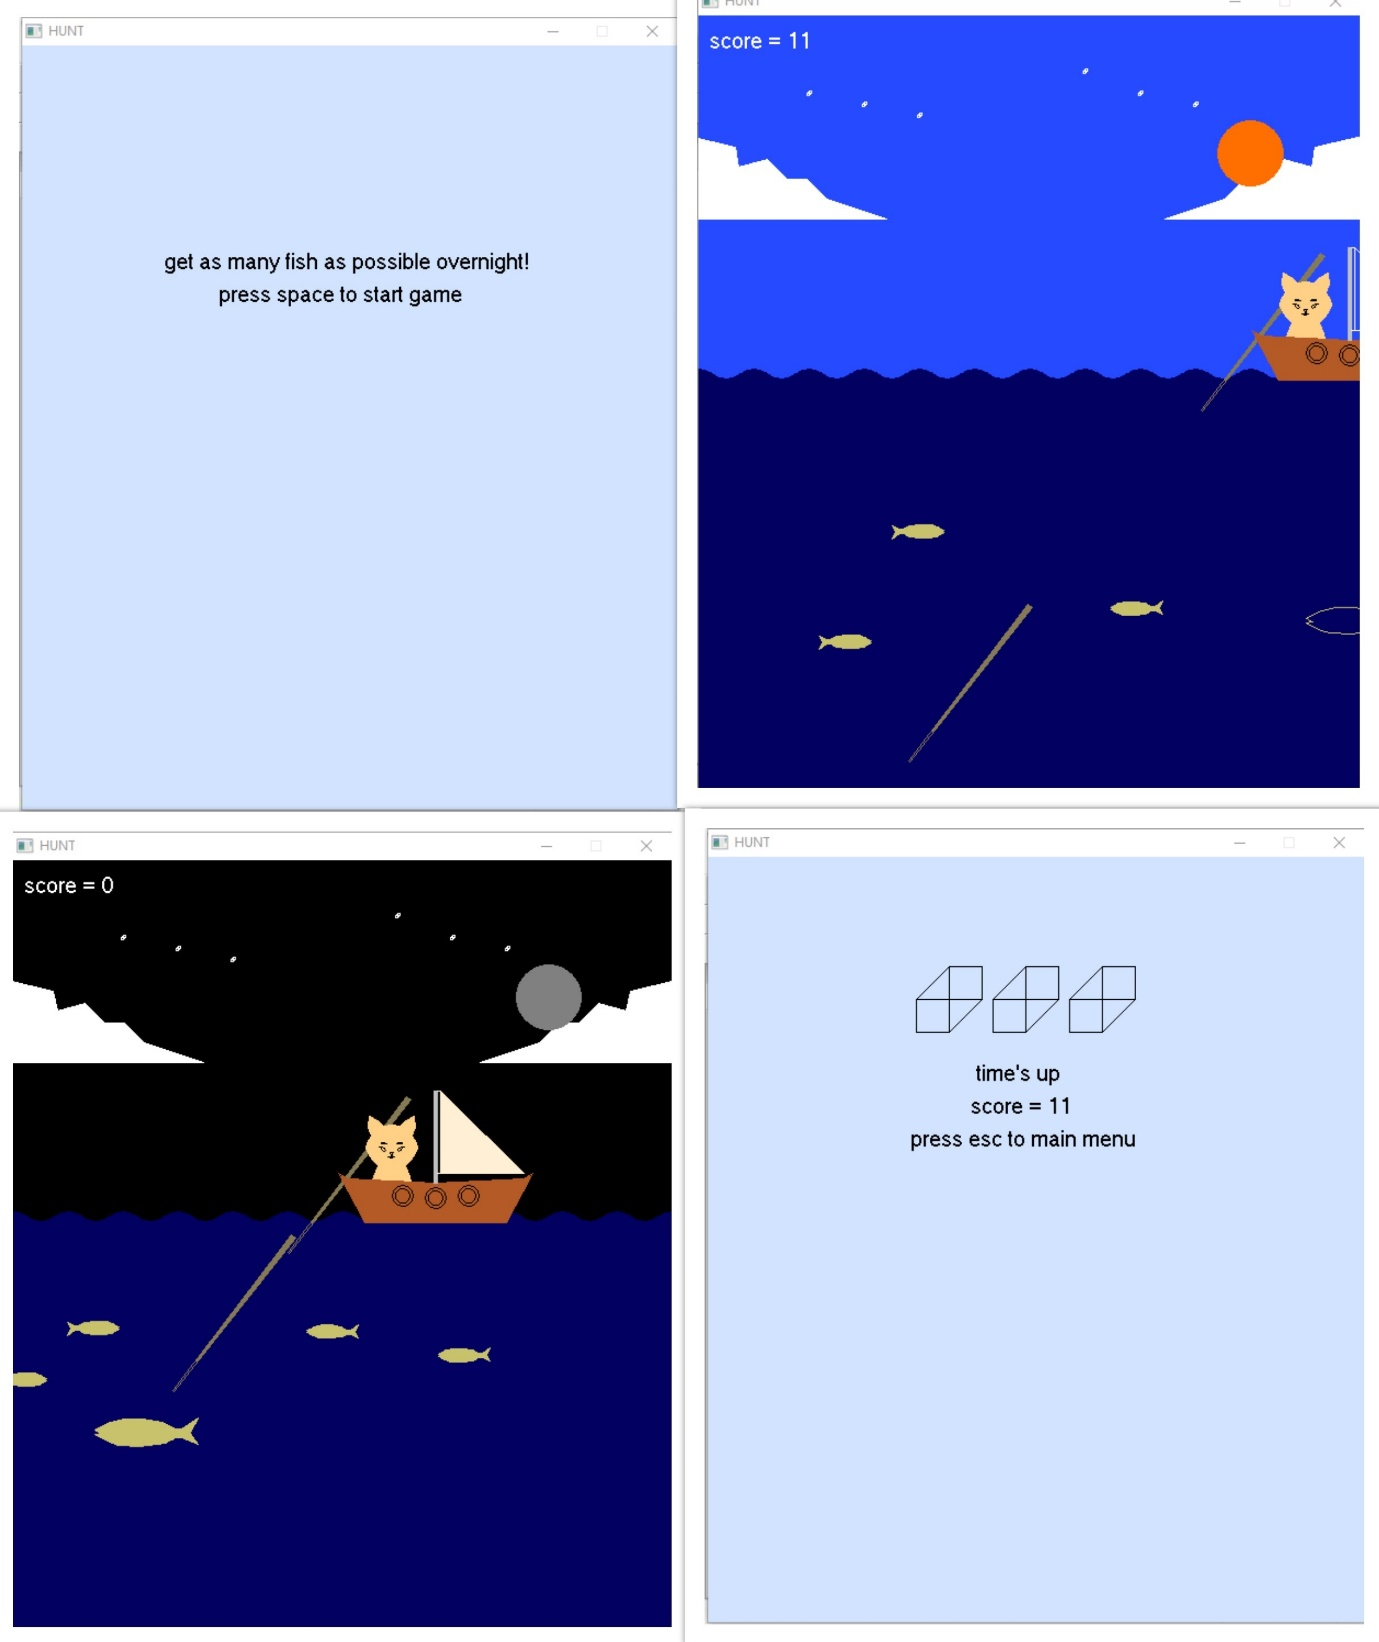 HUNT
get as many fish as possible overnight!
press space to start game
HUNT
score = 11
HUNT
score = 0
HUNT
time's up
score = 11
press esc to main menu